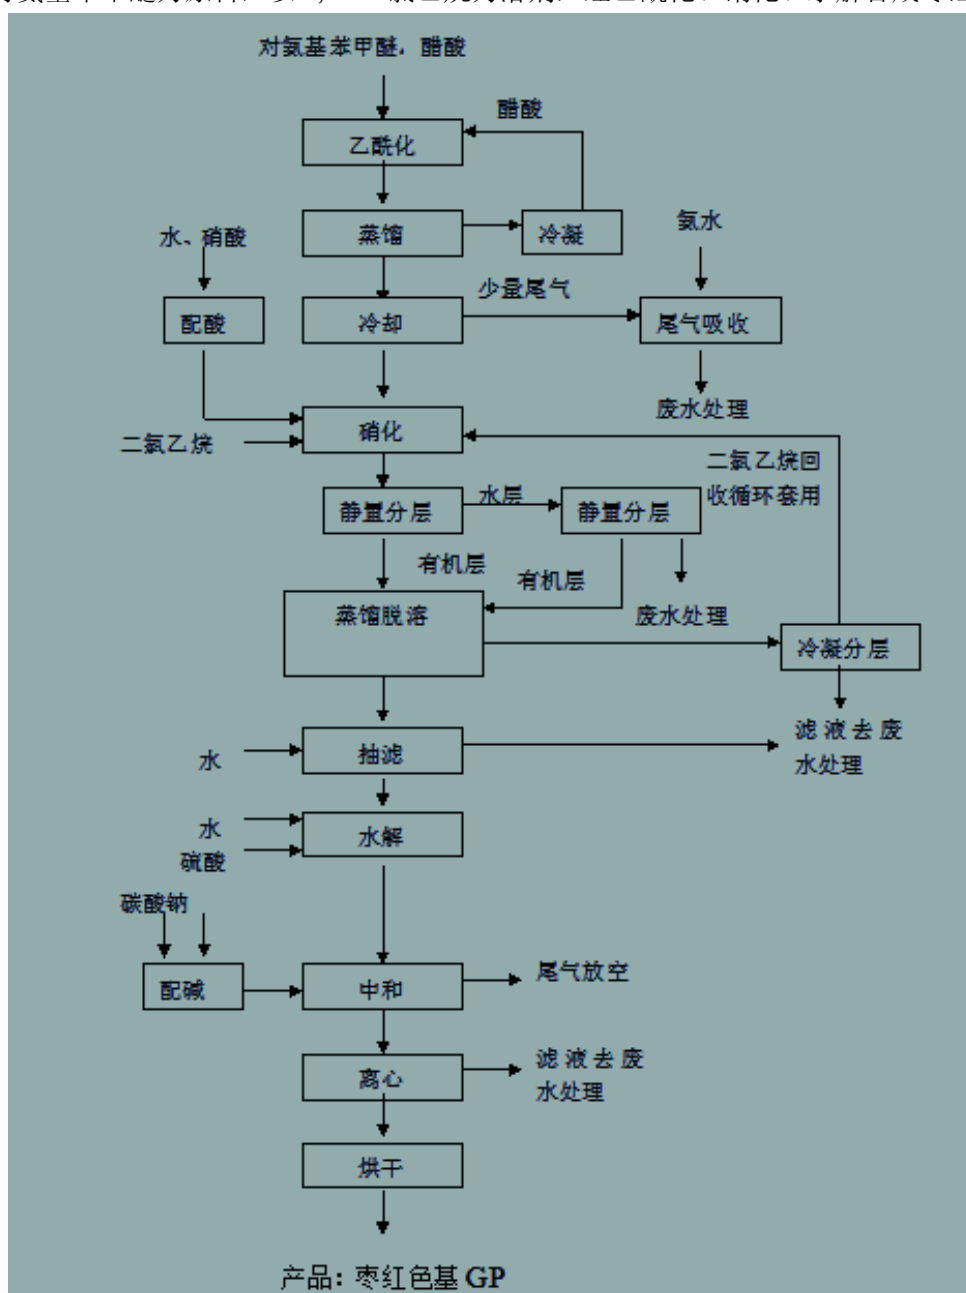 对氨基苯甲醚，醋酸
醋酸
乙酰化
蒸馏
冷凝
氨水
水、硝酸
少量尾气
配酸
冷却
尾气吸收
废水处理
硝化
二氯乙烷
二氯乙烷回
收循环套用
静置分层
水层
静置分层
有机层
有机层
蒸馏脱溶
废水处理
冷凝分层
滤液去废
水处理
水
抽滤
水
硫酸
水解
碳酸钠
配碱
中和
尾气放空
离心
滤液去废
水处理
烘干
产品：枣红色基 GP